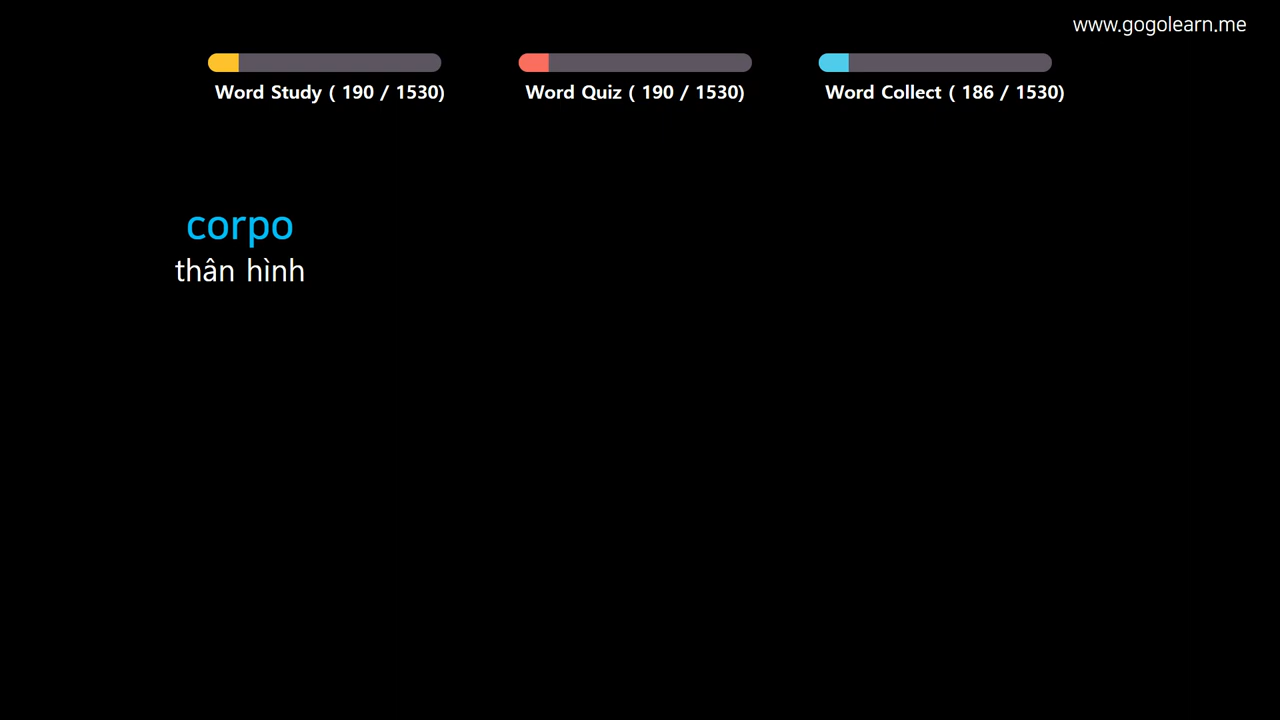 www.gogolearn.me
Word Study ( 190 / 1530)
Word Quiz ( 190 / 1530)
Word Collect ( 186 / 1530)
corpo
thân hình